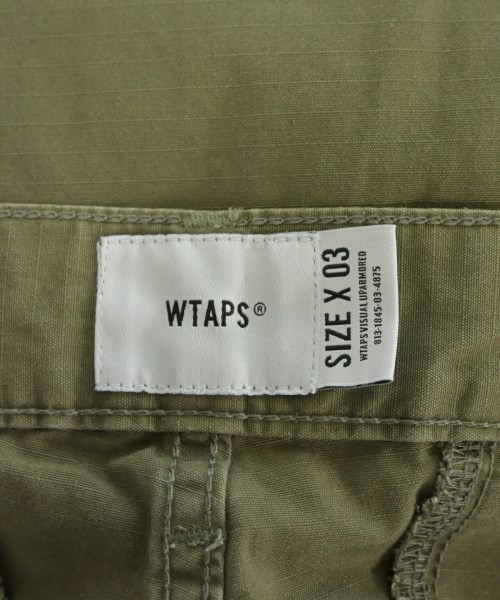 WTAPS®
SIZE X 03
WTAPS VISUAL UPARMORED
813-1845-03-4875